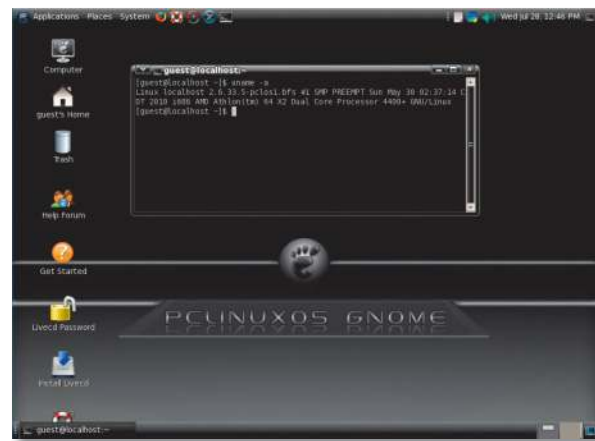 Applications Places System
Wed Jul 28, 12:46 PM
Computer
guest's Home
Trash
Help Forum
Get Started
Livecd Password
Install Livecd
guest@localhost:~
[guest@localhost ~]$ uname -a
Linux localhost 2.6.33.5-pclos1.bfs #1 SMP PREEMPT Sun May 30 02:37:14 C
DT 2010 i686 AMD Athlon(tm) 64 X2 Dual Core Processor 4400+ GNU/Linux
[guest@localhost ~]$
PCLINUXOS GNOME
guest@localhost:~